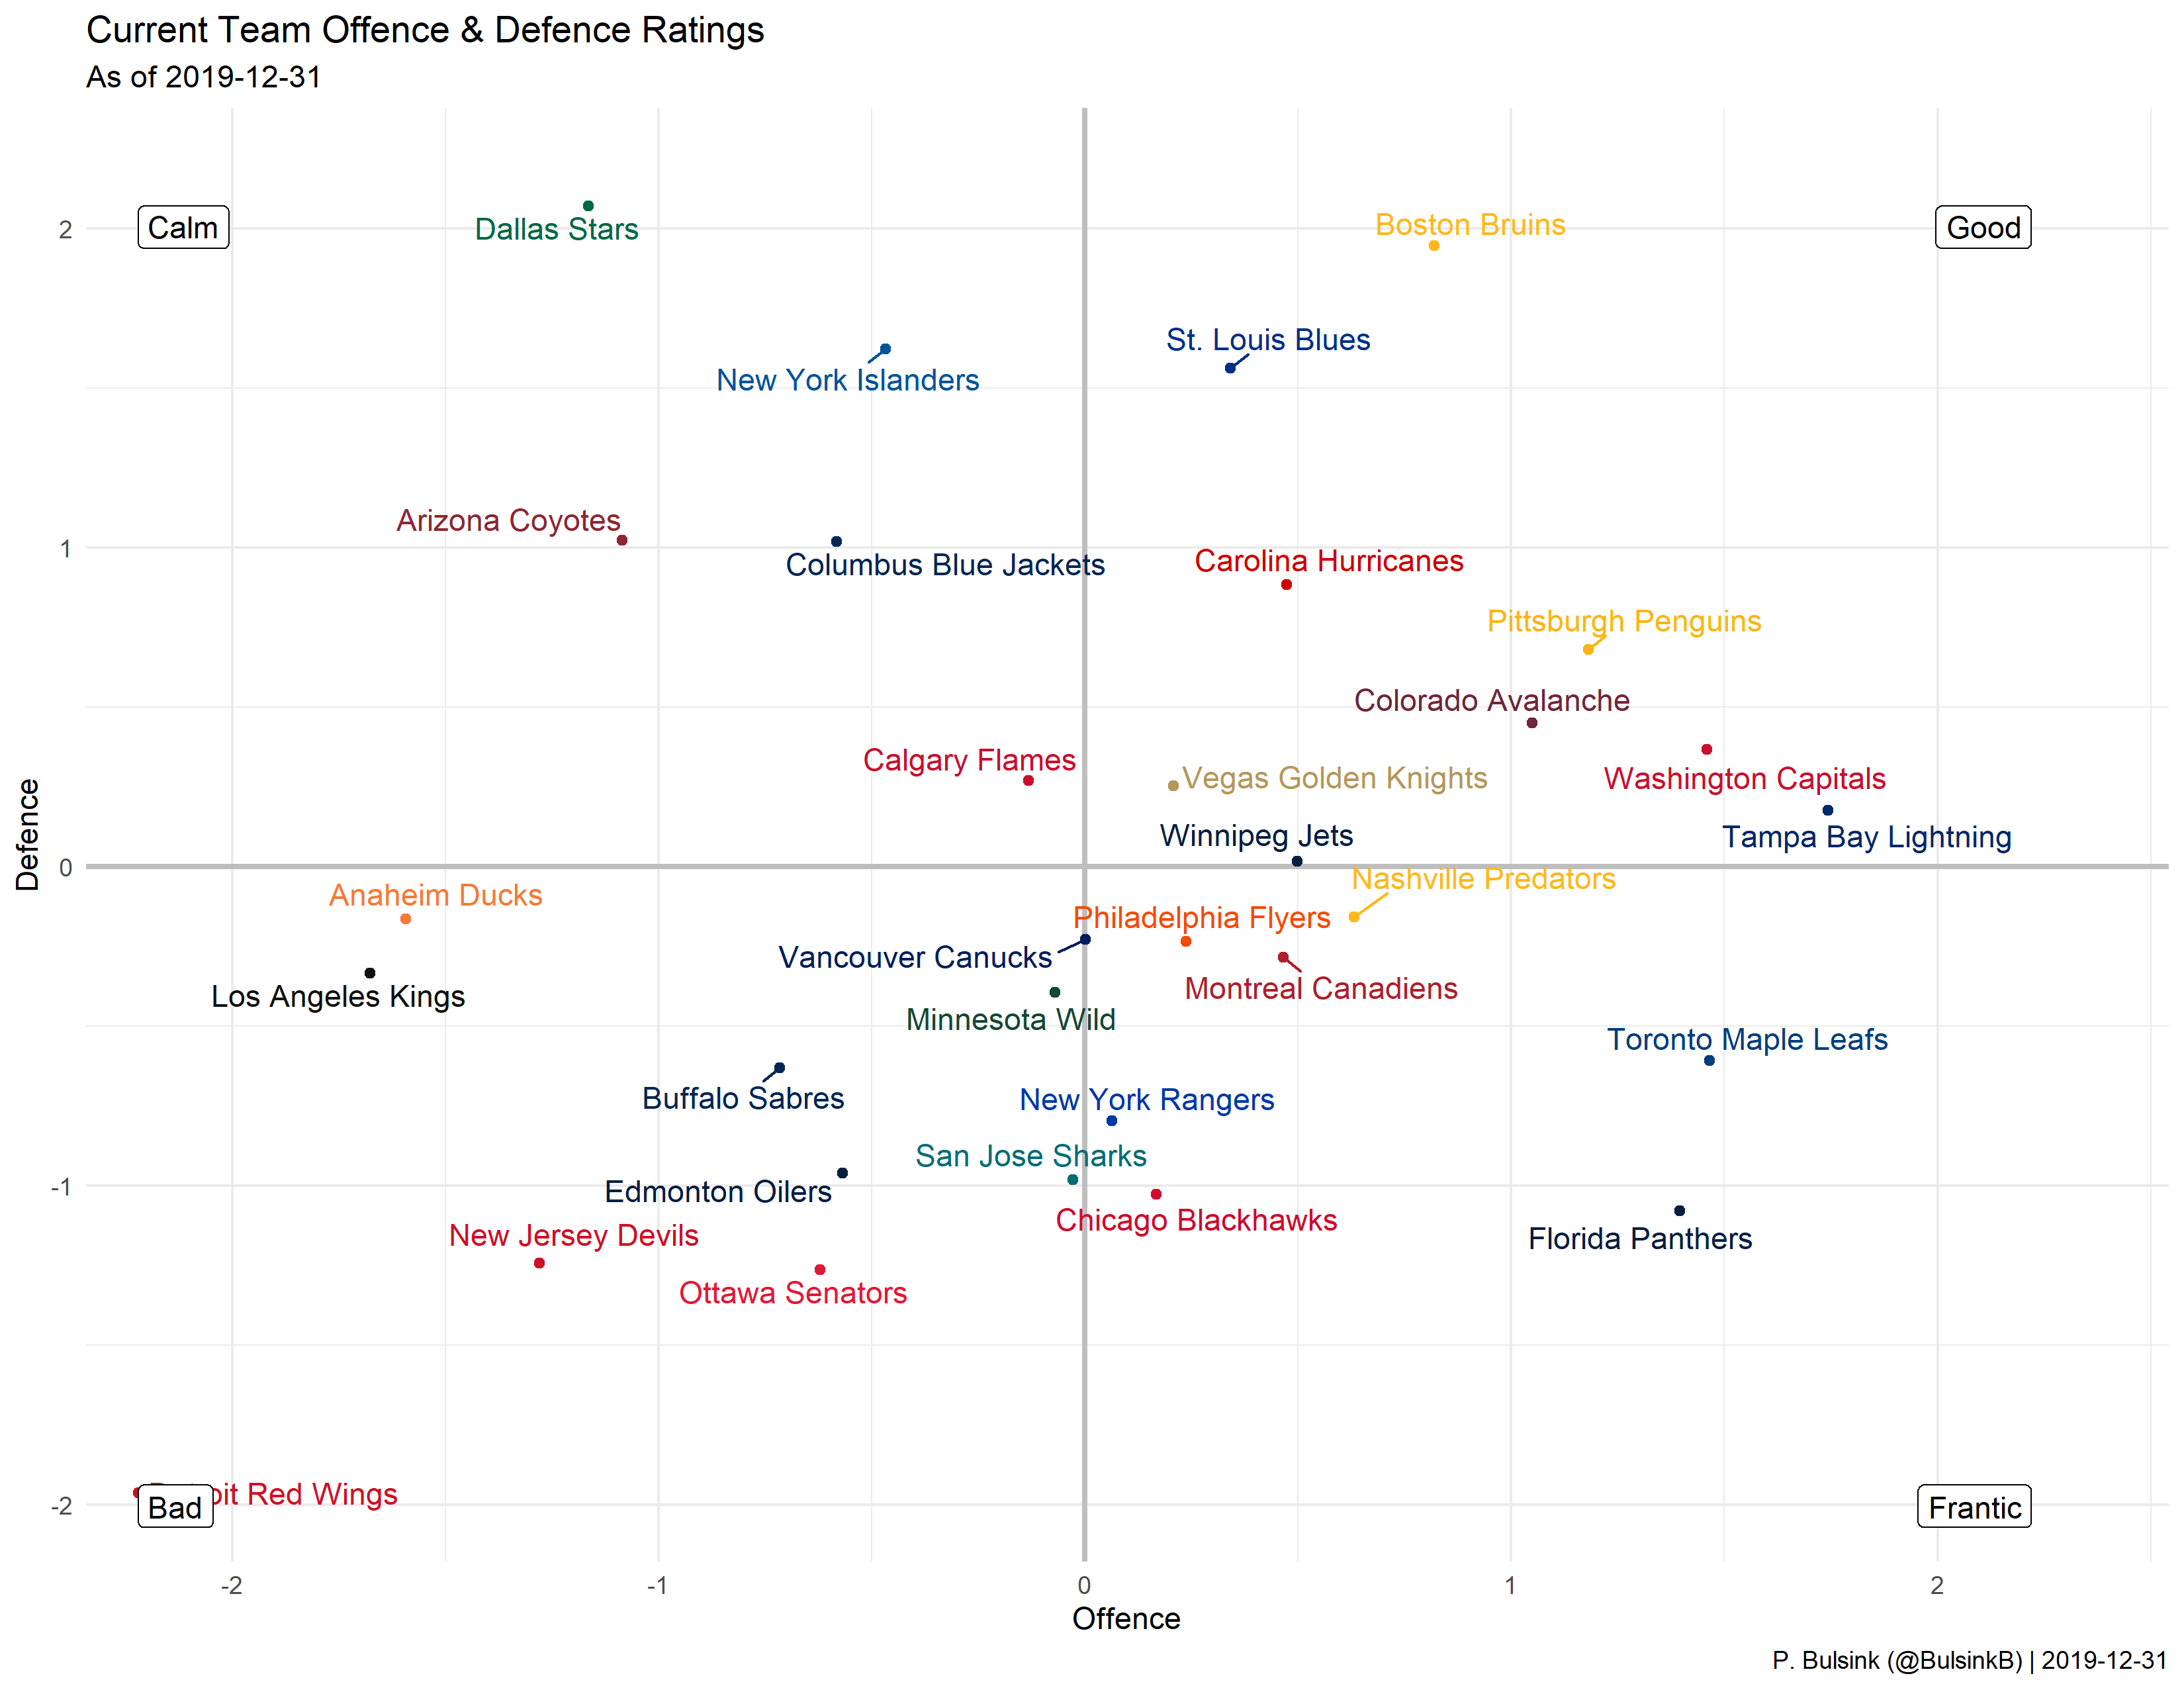 Current Team Offence & Defence Ratings
As of 2019-12-31
Calm
Dallas Stars
Boston Bruins
Good
2
St. Louis Blues
New York Islanders
Arizona Coyotes
1
Columbus Blue Jackets
Carolina Hurricanes
Pittsburgh Penguins
Colorado Avalanche
Calgary Flames
Vegas Golden Knights
Washington Capitals
Winnipeg Jets
Tampa Bay Lightning
Defence
0
Nashville Predators
Anaheim Ducks
Philadelphia Flyers
Vancouver Canucks
Los Angeles Kings
Montreal Canadiens
Minnesota Wild
Toronto Maple Leafs
Buffalo Sabres
New York Rangers
San Jose Sharks
-1
Edmonton Oilers
Chicago Blackhawks
New Jersey Devils
Florida Panthers
Ottawa Senators
Red Wings
-2
Bad
Frantic
-2 -1 0 1 2
Offence
P. Bulsink (@BulsinkB) | 2019-12-31